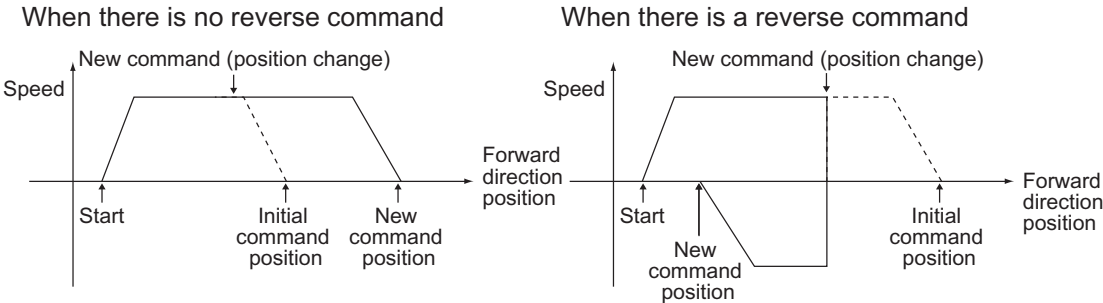 When there is no reverse command
New command (position change)
Speed
Forward
direction
position
Start
Initial
command
position
New
command
position
When there is a reverse command
New command (position change)
Speed
Forward
direction
position
Start
New
command
position
Initial
command
position